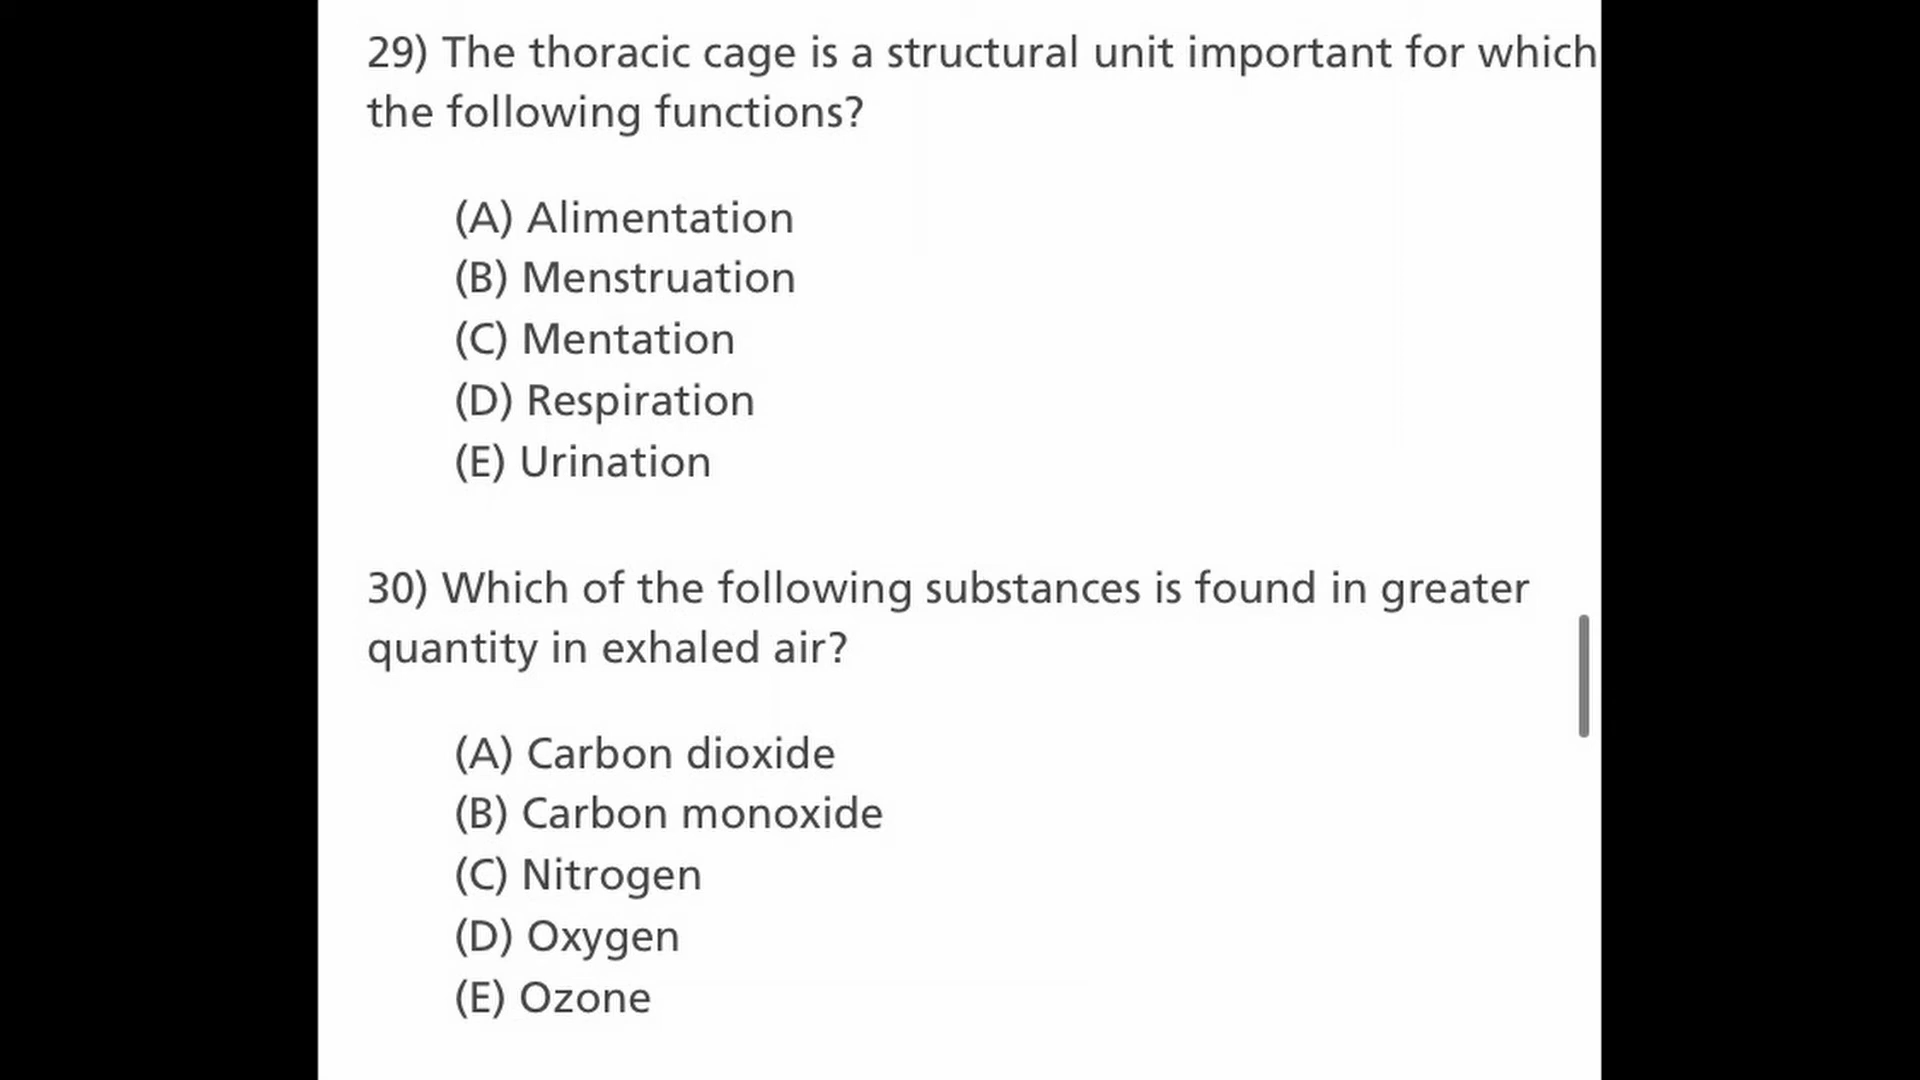 29) The thoracic cage is a structural unit important for which
the following functions?
(A) Alimentation
(B) Menstruation
(C) Mentation
(D) Respiration
(E) Urination
30) Which of the following substances is found in greater
quantity in exhaled air?
(A) Carbon dioxide
(B) Carbon monoxide
(C) Nitrogen
(D) Oxygen
(E) Ozone